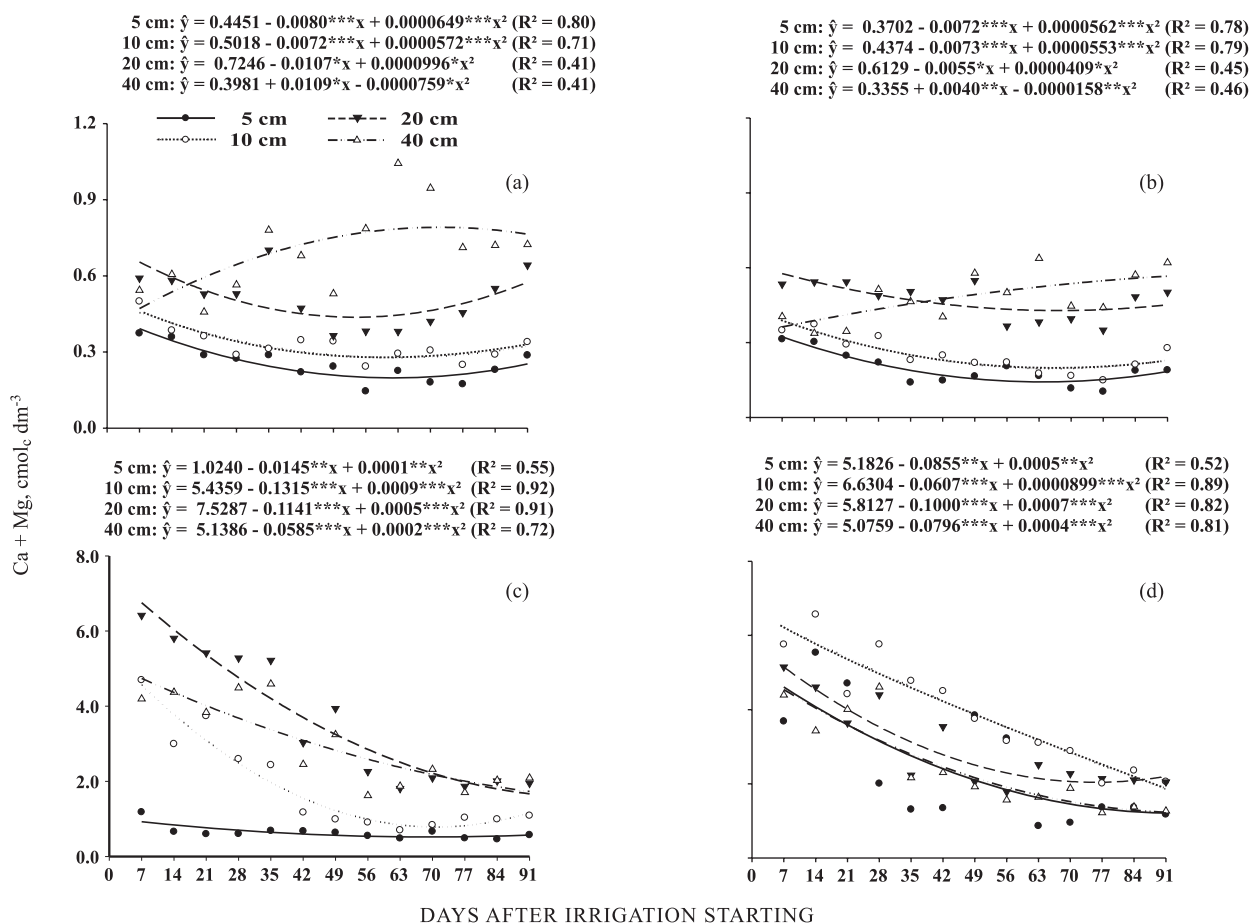 5 cm: ŷ = 0.4451 - 0.0080***x + 0.0000649***x² (R² = 0.80)
10 cm: ŷ = 0.5018 - 0.0072***x + 0.0000572***x² (R² = 0.71)
20 cm: ŷ = 0.7246 - 0.0107*x + 0.0000996*x² (R² = 0.41)
40 cm: ŷ = 0.3981 + 0.0109*x - 0.0000759*x² (R² = 0.41)
5 cm: ŷ = 0.3702 - 0.0072***x + 0.0000562***x² (R² = 0.78)
10 cm: ŷ = 0.4374 - 0.0073***x + 0.0000553***x² (R² = 0.79)
20 cm: ŷ = 0.6129 - 0.0055*x + 0.0000409*x² (R² = 0.45)
40 cm: ŷ = 0.3355 + 0.0040**x - 0.0000158**x² (R² = 0.46)
5 cm
20 cm
10 cm
40 cm
1.2
0.9
0.6
0.3
0.0
(a)
(b)
Ca + Mg, cmol꜀ dm⁻³
5 cm: ŷ = 1.0240 - 0.0145**x + 0.0001**x² (R² = 0.55)
10 cm: ŷ = 5.4359 - 0.1315***x + 0.0009***x² (R² = 0.92)
20 cm: ŷ = 7.5287 - 0.1141***x + 0.0005***x² (R² = 0.91)
40 cm: ŷ = 5.1386 - 0.0585***x + 0.0002***x² (R² = 0.72)
5 cm: ŷ = 5.1826 - 0.0855**x + 0.0005**x² (R² = 0.52)
10 cm: ŷ = 6.6304 - 0.0607***x + 0.0000899***x² (R² = 0.89)
20 cm: ŷ = 5.8127 - 0.1000***x + 0.0007***x² (R² = 0.82)
40 cm: ŷ = 5.0759 - 0.0796***x + 0.0004***x² (R² = 0.81)
8.0
6.0
4.0
2.0
0.0
(c)
(d)
0 7 14 21 28 35 42 49 56 63 70 77 84 91
0 7 14 21 28 35 42 49 56 63 70 77 84 91
DAYS AFTER IRRIGATION STARTING